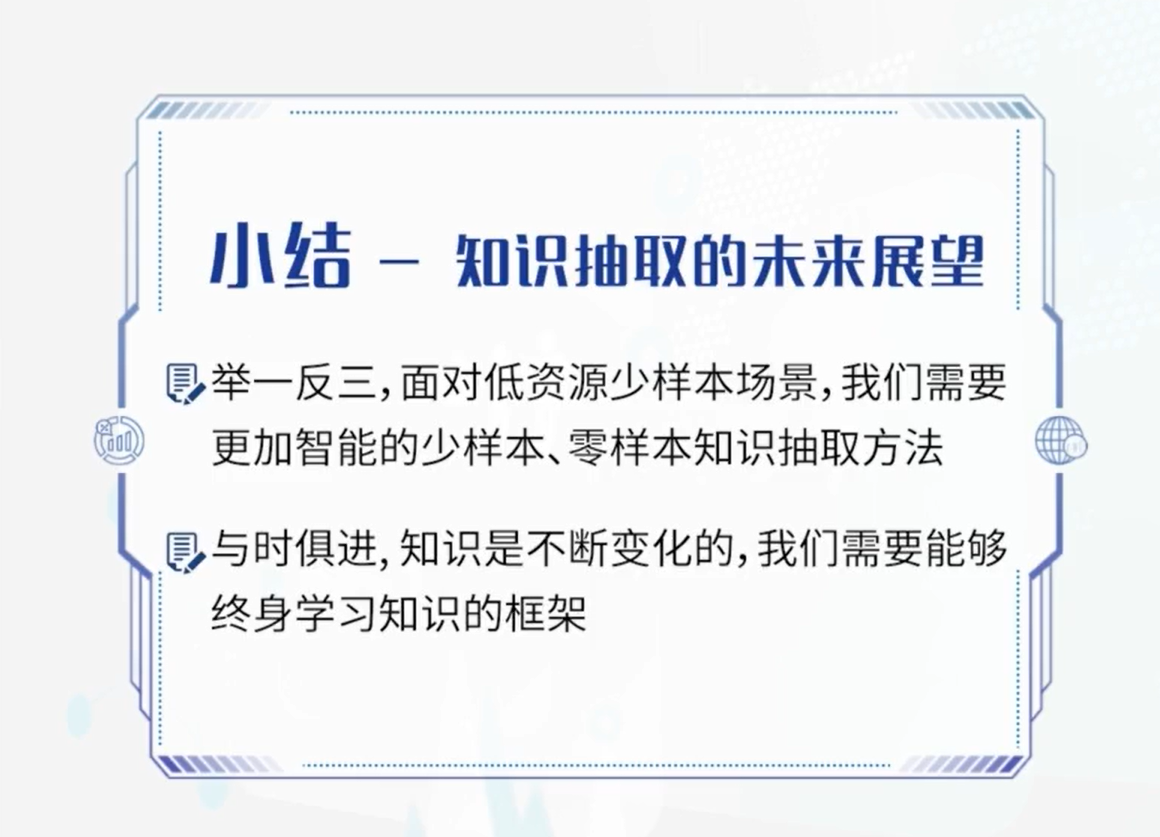 小结 – 知识抽取的未来展望
举一反三，面对低资源少样本场景，我们需要
更加智能的少样本、零样本知识抽取方法
与时俱进，知识是不断变化的，我们需要能够
终身学习知识的框架